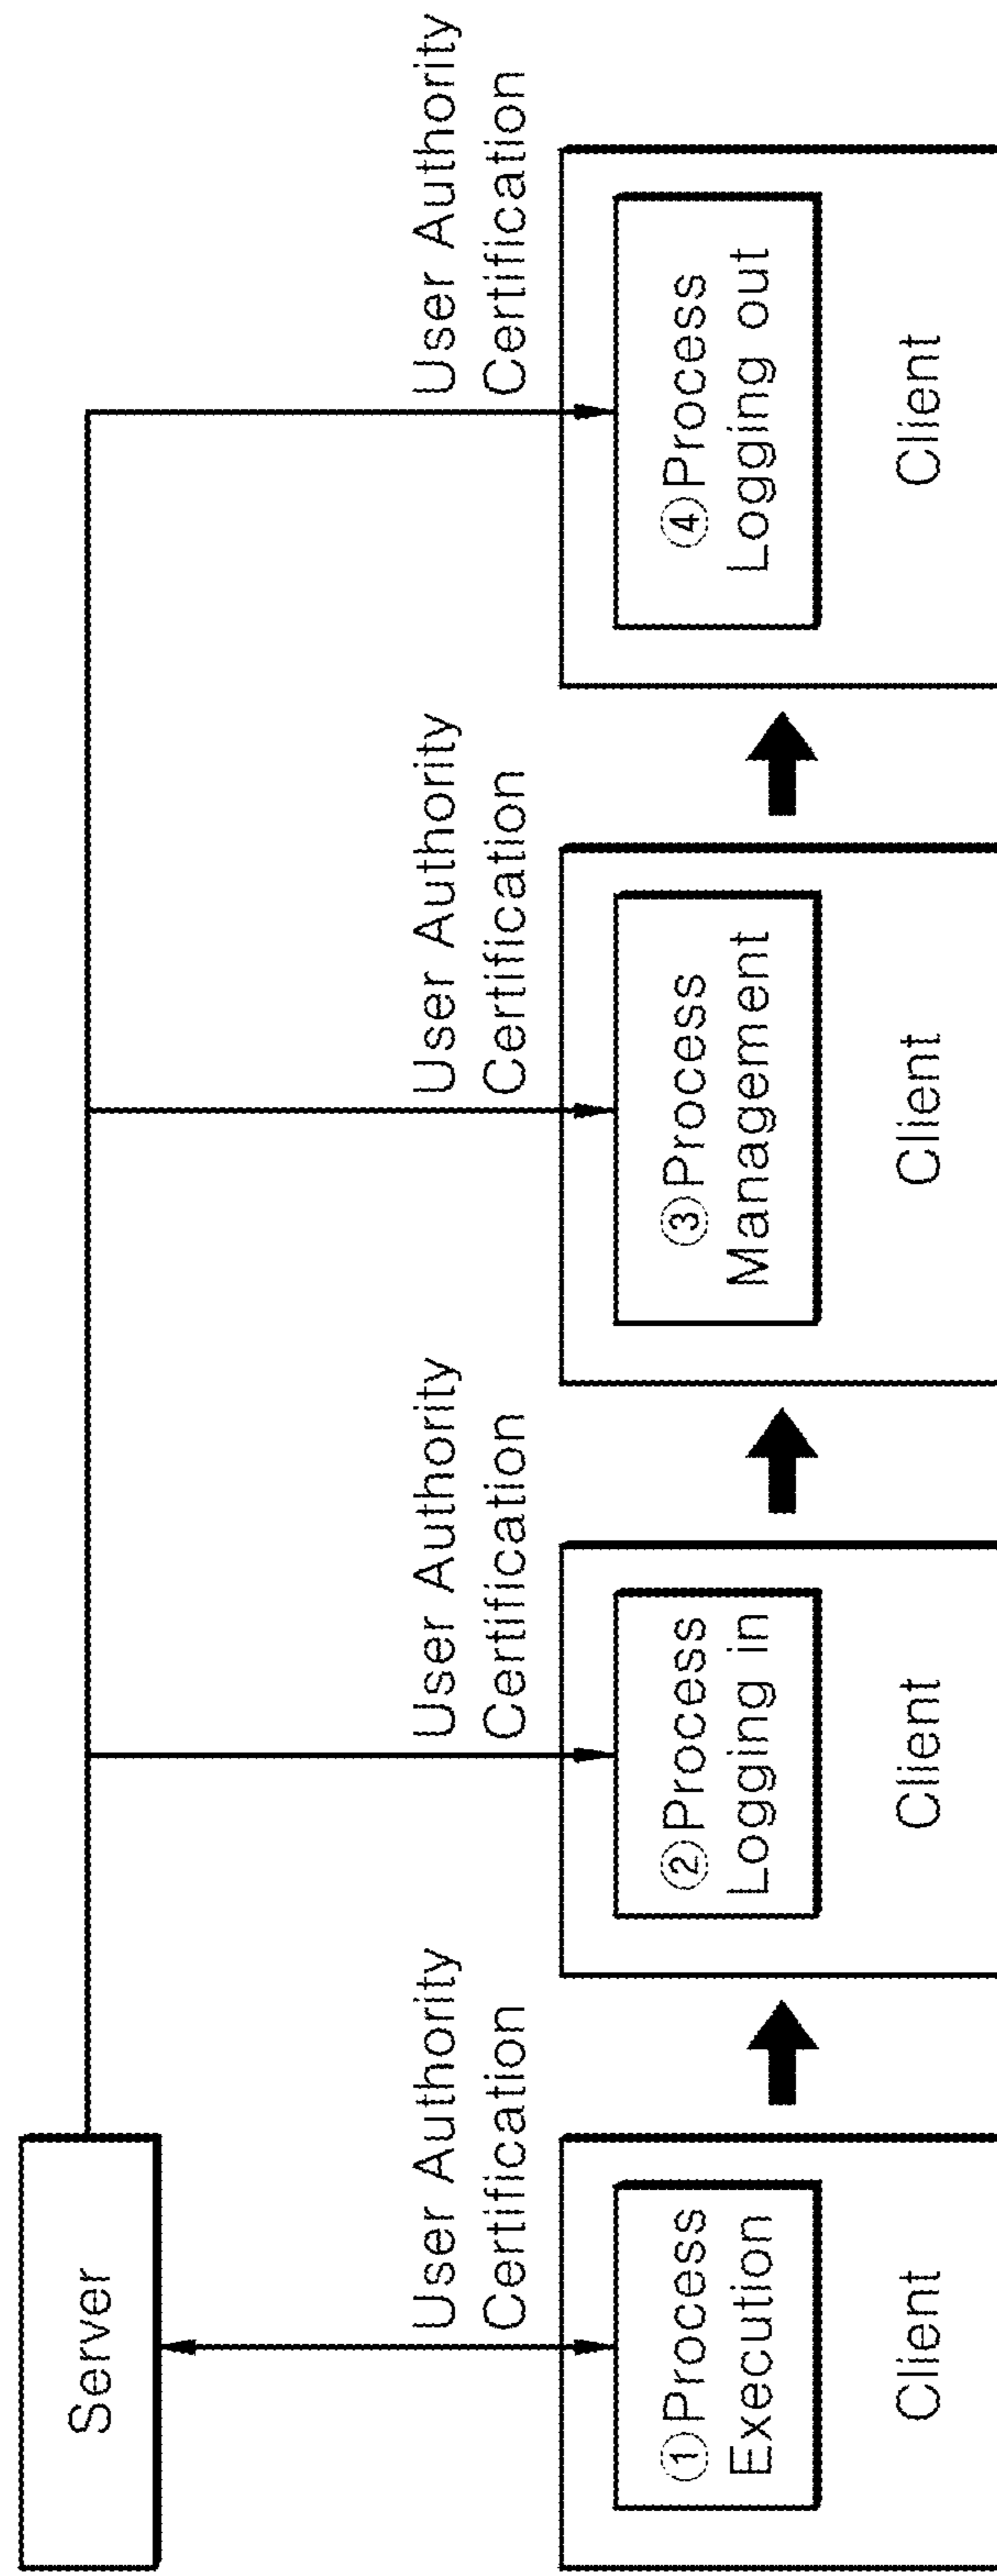 Server
User Authority
Certification
User Authority
Certification
User Authority
Certification
User Authority
Certification
①Process
Execution
②Process
Logging in
③Process
Management
④Process
Logging out
Client
Client
Client
Client